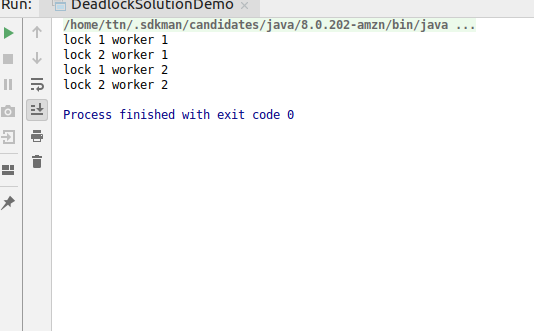 Run: DeadlockSolutionDemo ×
/home/ttn/.sdkman/candidates/java/8.0.202-amzn/bin/java ...
lock 1 worker 1
lock 2 worker 1
lock 1 worker 2
lock 2 worker 2
Process finished with exit code 0